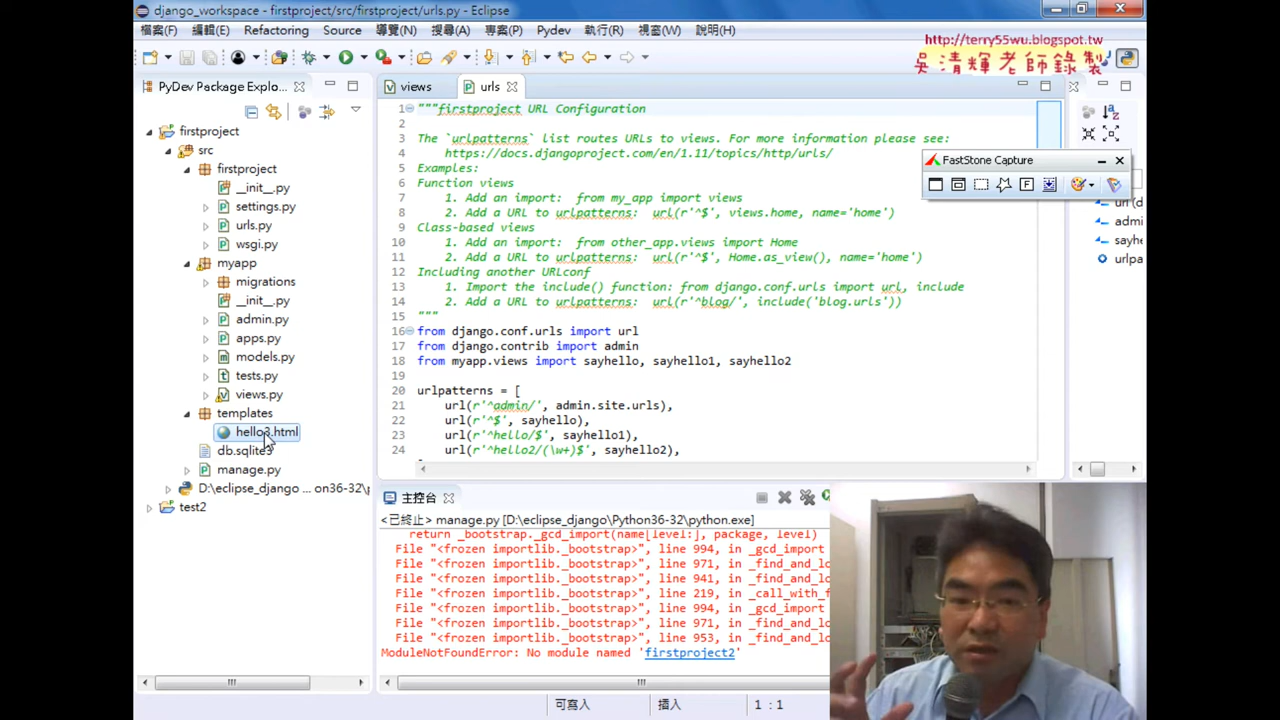 django_workspace - firstproject/src/firstproject/urls.py - Eclipse
檔案(F) 編輯(E) Refactoring Source 導覽(N) 搜尋(A) 專案(P) Pydev 執行(R) 視窗(W) 說明(H)
http://terry55wu.blogspot.tw
吳清輝老師錄製
PyDev Package Explo...
firstproject
src
firstproject
__init__.py
settings.py
urls.py
wsgi.py
myapp
migrations
__init__.py
admin.py
apps.py
models.py
tests.py
views.py
templates
hello3.html
db.sqlite3
manage.py
D:\eclipse_django ... on36-32\p
test2
views urls
1 """firstproject URL Configuration
2
3 The `urlpatterns` list routes URLs to views. For more information please see:
4 https://docs.djangoproject.com/en/1.11/topics/http/urls/
5 Examples:
6 Function views
7 1. Add an import: from my_app import views
8 2. Add a URL to urlpatterns: url(r'^$', views.home, name='home')
9 Class-based views
10 1. Add an import: from other_app.views import Home
11 2. Add a URL to urlpatterns: url(r'^$', Home.as_view(), name='home')
12 Including another URLconf
13 1. Import the include() function: from django.conf.urls import url, include
14 2. Add a URL to urlpatterns: url(r'^blog/', include('blog.urls'))
15 """
16 from django.conf.urls import url
17 from django.contrib import admin
18 from myapp.views import sayhello, sayhello1, sayhello2
19
20 urlpatterns = [
21 url(r'^admin/', admin.site.urls),
22 url(r'^$', sayhello),
23 url(r'^hello/$', sayhello1),
24 url(r'^hello2/(\w+)$', sayhello2),
FastStone Capture
url (d
admi
sayhe
urlpa
主控台
<已終止> manage.py [D:\eclipse_django\Python36-32\python.exe]
return _bootstrap._gcd_import(name[level:], package, level)
File "<frozen importlib._bootstrap>", line 994, in _gcd_import
File "<frozen importlib._bootstrap>", line 971, in _find_and_lo
File "<frozen importlib._bootstrap>", line 941, in _find_and_lo
File "<frozen importlib._bootstrap>", line 219, in _call_with_f
File "<frozen importlib._bootstrap>", line 994, in _gcd_import
File "<frozen importlib._bootstrap>", line 971, in _find_and_lo
File "<frozen importlib._bootstrap>", line 953, in _find_and_lo
ModuleNotFoundError: No module named 'firstproject2'
可寫入 插入 1 : 1